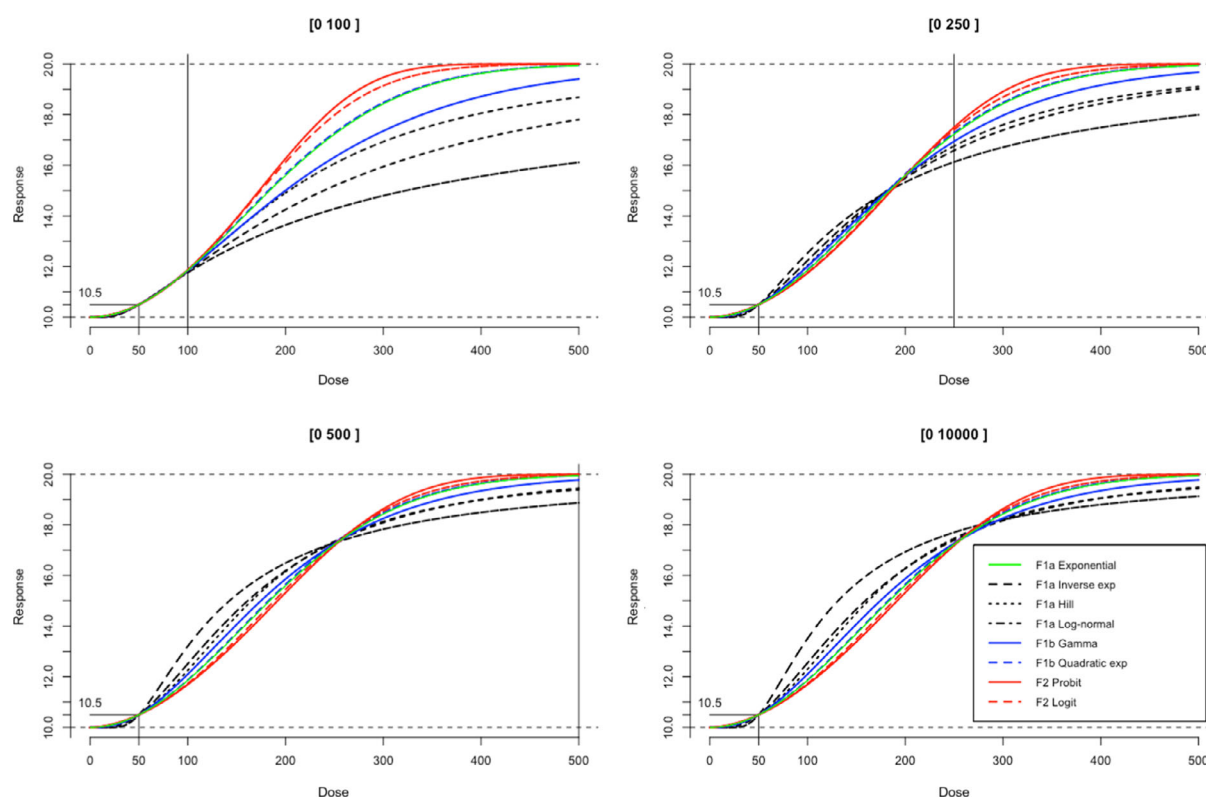 [0 100 ]
Response
20.0
18.0
16.0
14.0
12.0
10.0
10.5
0 50 100 200 300 400 500
Dose
[0 250 ]
Response
20.0
18.0
16.0
14.0
12.0
10.0
10.5
0 50 100 200 300 400 500
Dose
[0 500 ]
Response
20.0
18.0
16.0
14.0
12.0
10.0
10.5
0 50 100 200 300 400 500
Dose
[0 10000 ]
Response
20.0
18.0
16.0
14.0
12.0
10.0
10.5
F1a Exponential
F1a Inverse exp
F1a Hill
F1a Log-normal
F1b Gamma
F1b Quadratic exp
F2 Probit
F2 Logit
0 50 100 200 300 400 500
Dose